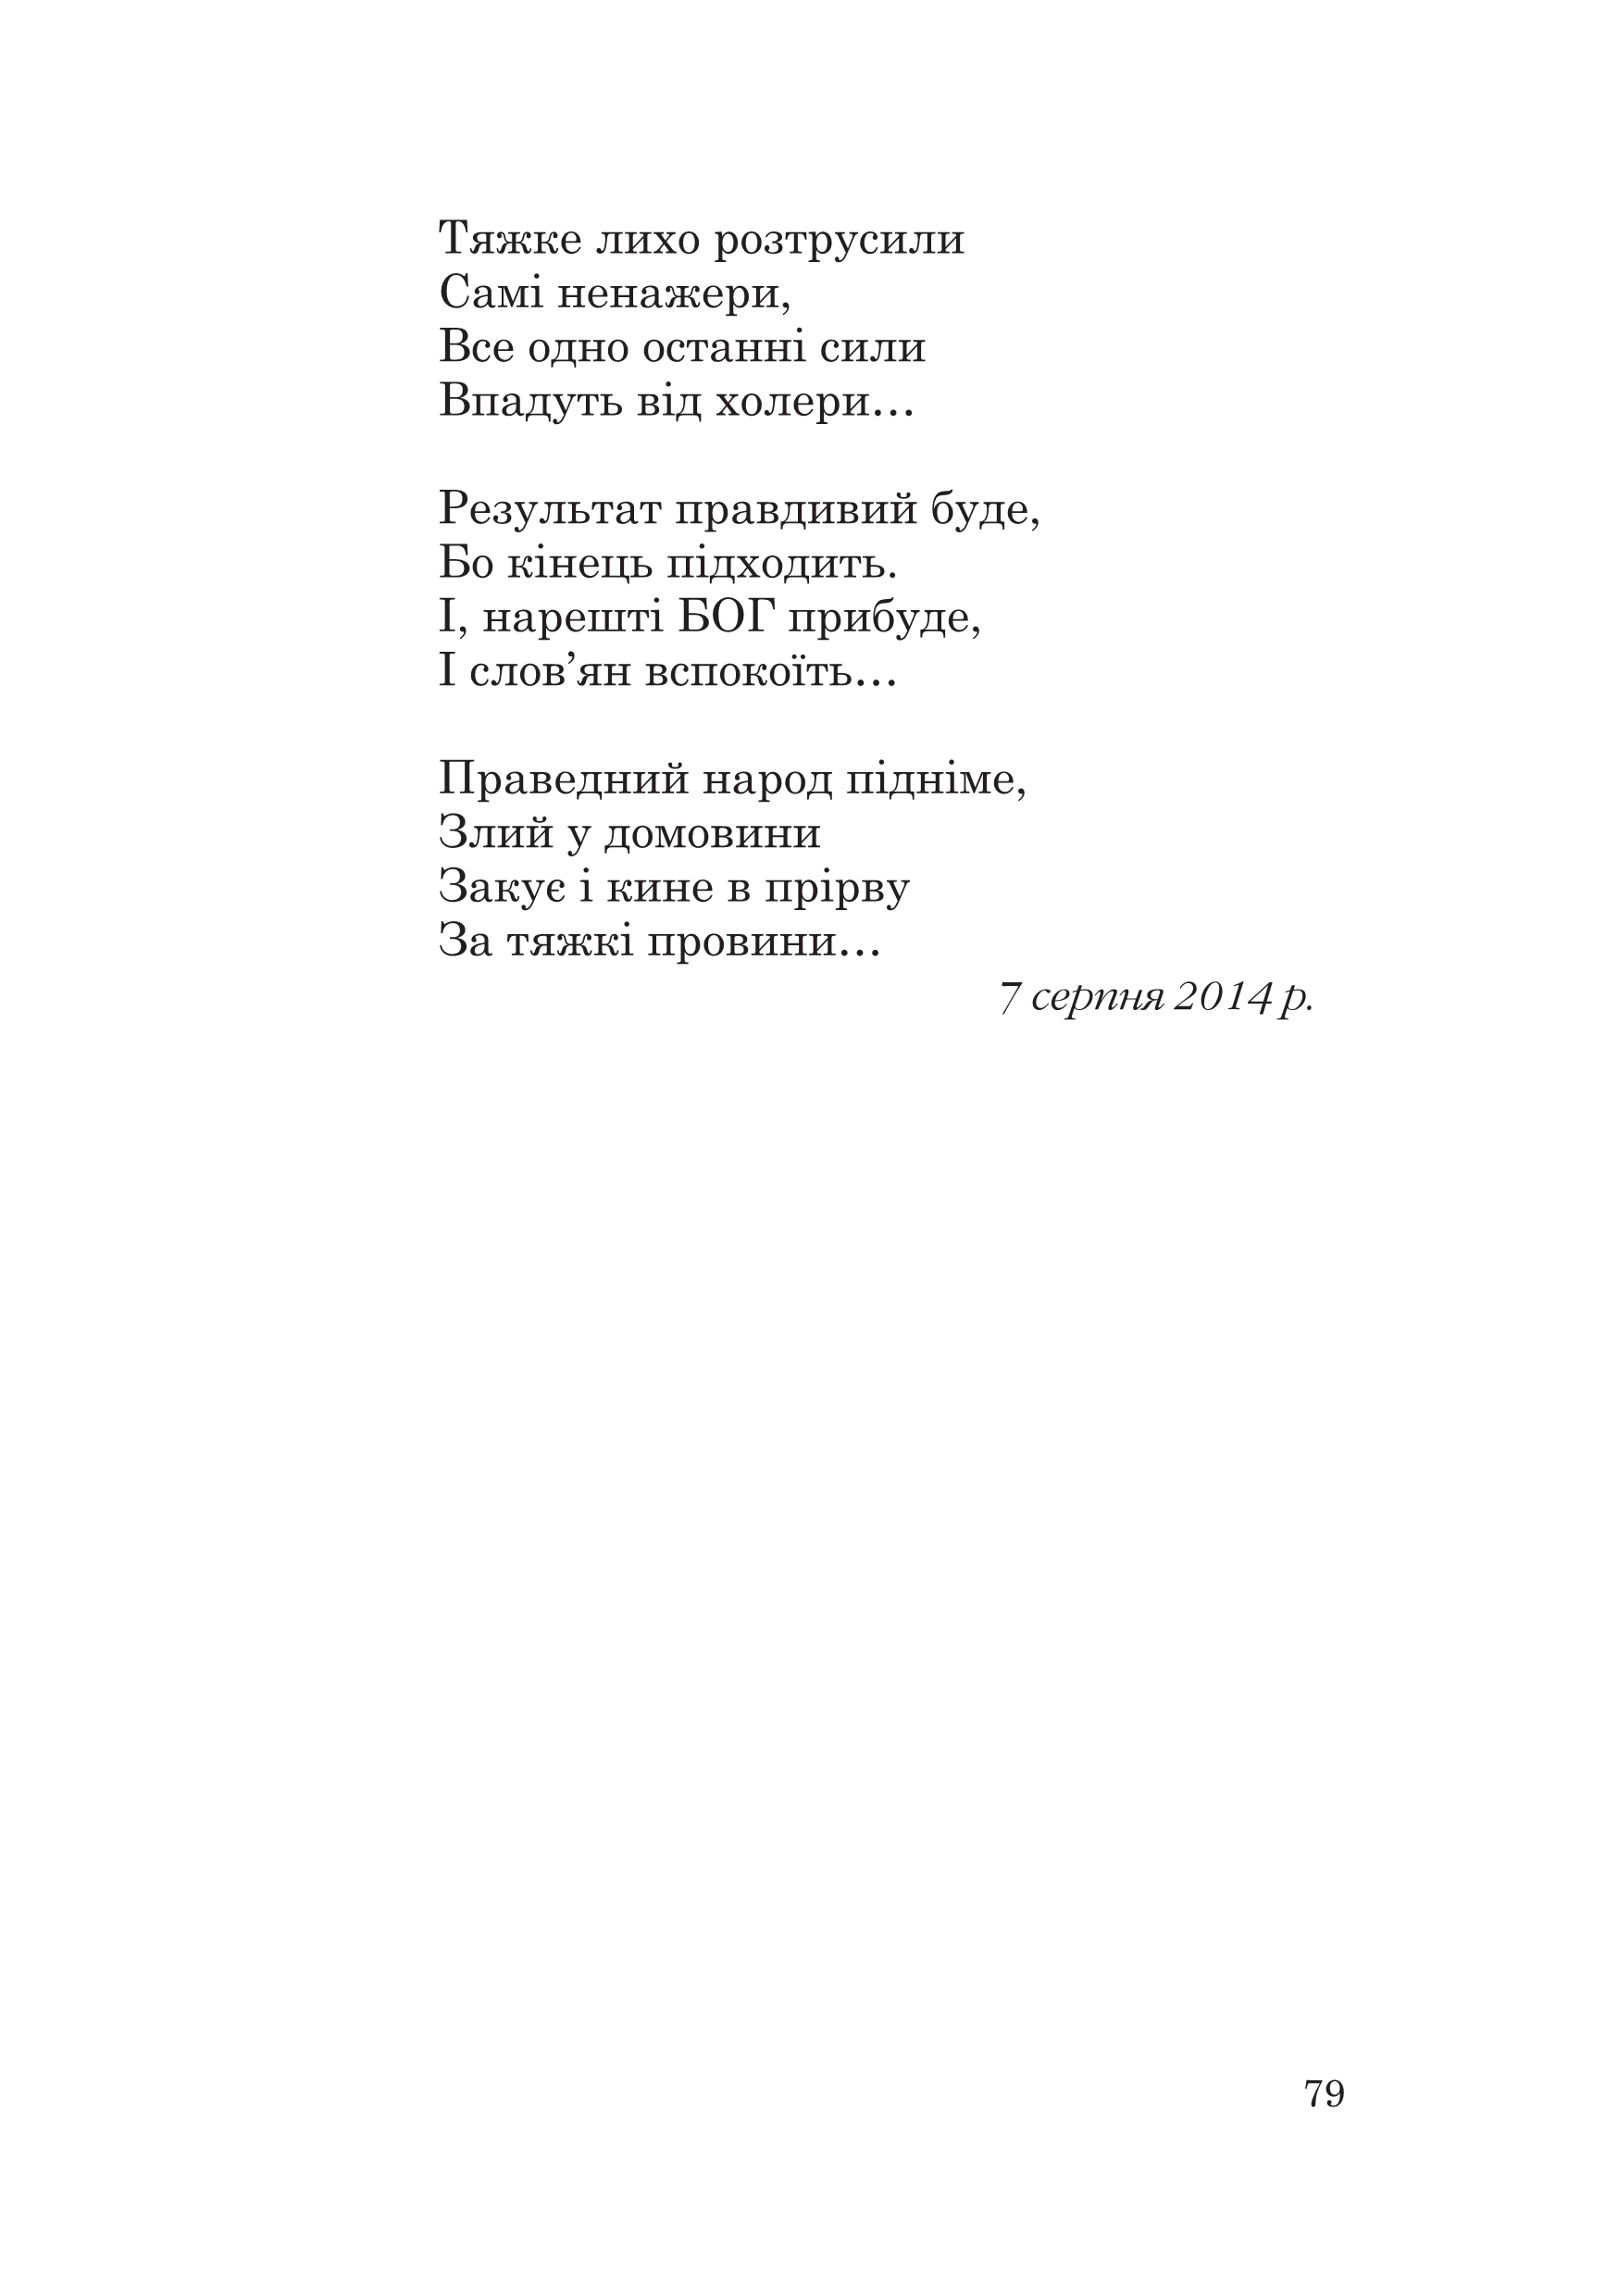 Тяжке лихо розтрусили
Самі ненажери,
Все одно останні сили
Впадуть від холери…
Результат правдивий буде,
Бо кінець підходить.
І, нарешті БОГ прибуде,
І слов’ян вспокоїть…
Праведний народ підніме,
Злий у домовини
Закує і кине в прірву
За тяжкі провини…
7 серпня 2014 р.
79